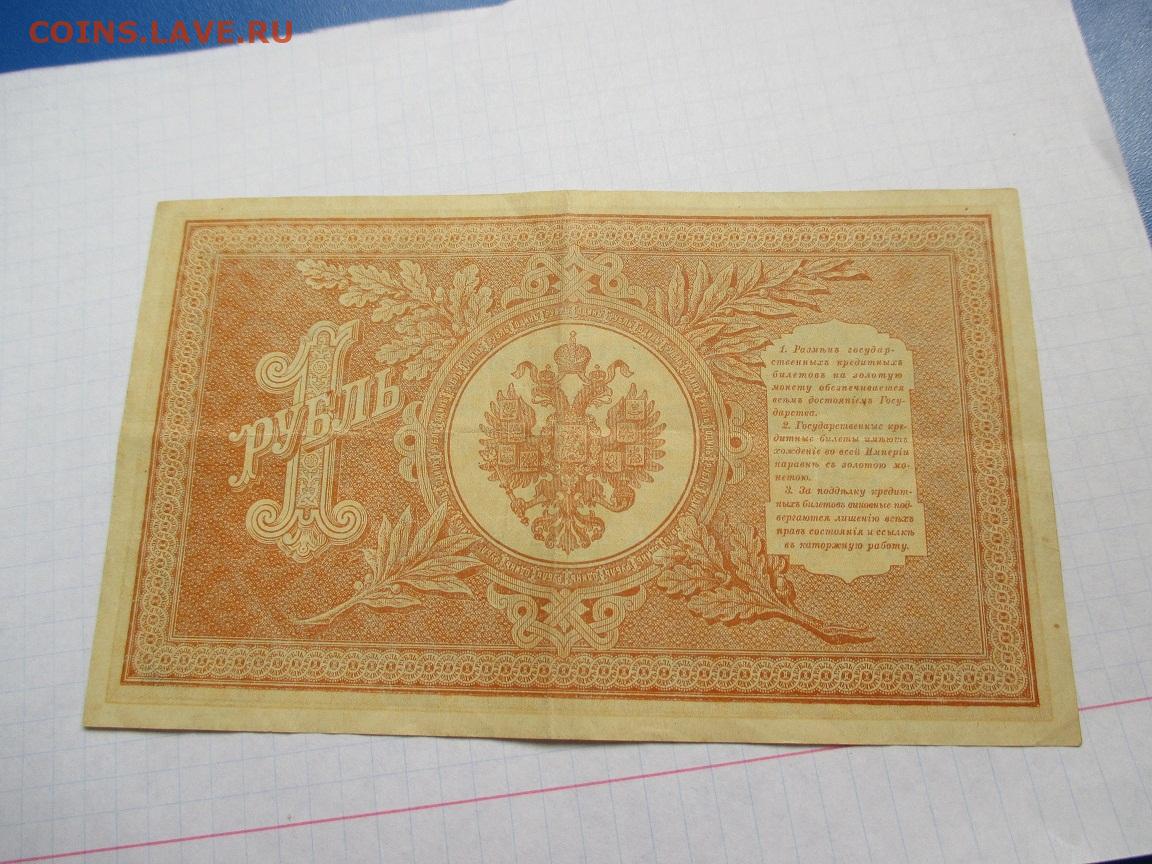 COINS.LAVE.RU
1
РУБЛЬ
1. Размѣнъ государ-
ственныхъ кредитныхъ
билетовъ на золотую
монету обезпечивается
всѣмъ достояніемъ Госу-
дарства.
2. Государственные кре-
дитные билеты имѣютъ
хожденіе во всей Имперіи
наравнѣ съ золотою мо-
нетою.
3. За поддѣлку кредит-
ныхъ билетовъ виновные под-
вергаются лишенію всѣхъ
правъ состоянія и ссылкѣ
въ каторжную работу.